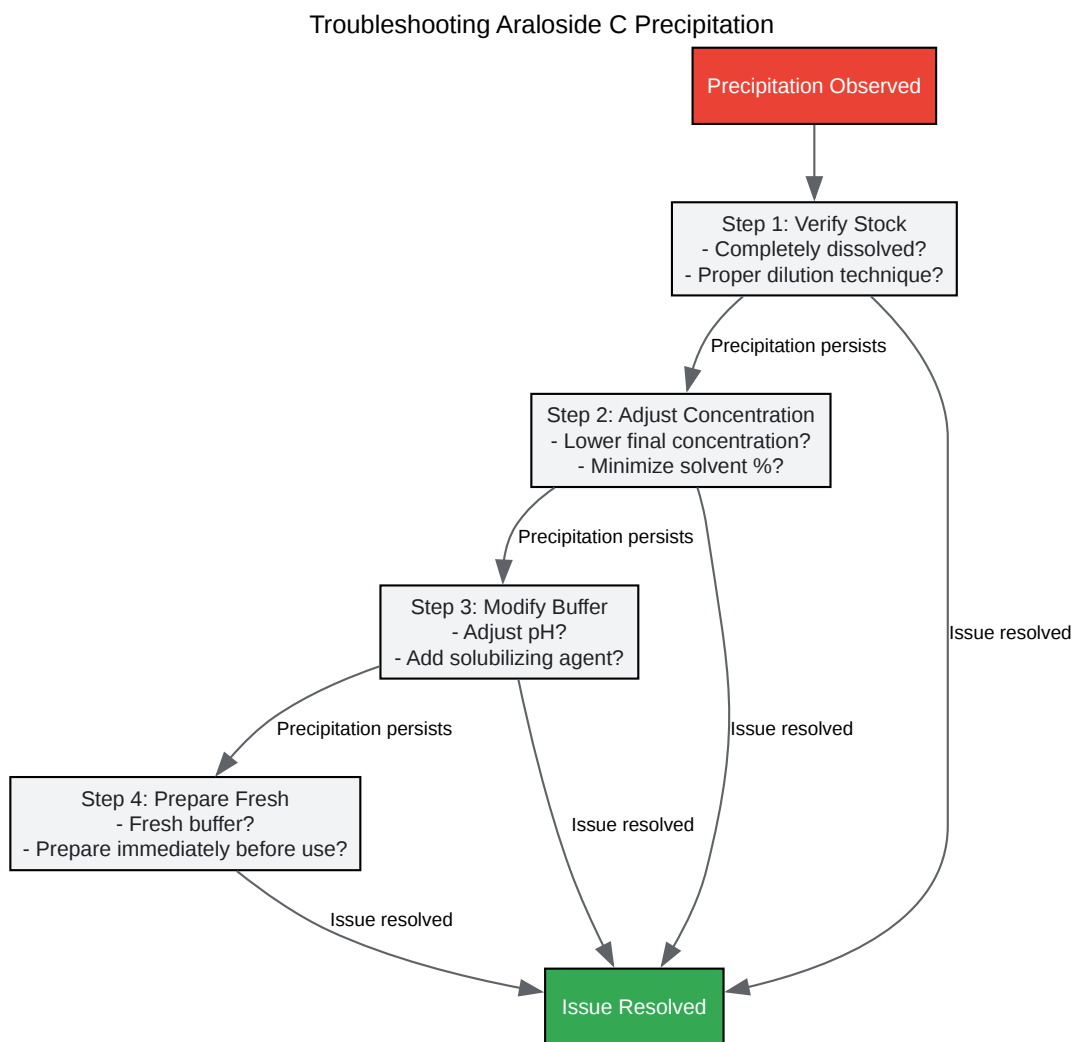 Troubleshooting Araloside C Precipitation
Precipitation Observed
Step 1: Verify Stock
- Completely dissolved?
- Proper dilution technique?
Precipitation persists
Step 2: Adjust Concentration
- Lower final concentration?
- Minimize solvent %?
Precipitation persists
Step 3: Modify Buffer
- Adjust pH?
- Add solubilizing agent?
Issue resolved
Precipitation persists
Issue resolved
Step 4: Prepare Fresh
- Fresh buffer?
- Prepare immediately before use?
Issue resolved
Issue resolved
Issue Resolved